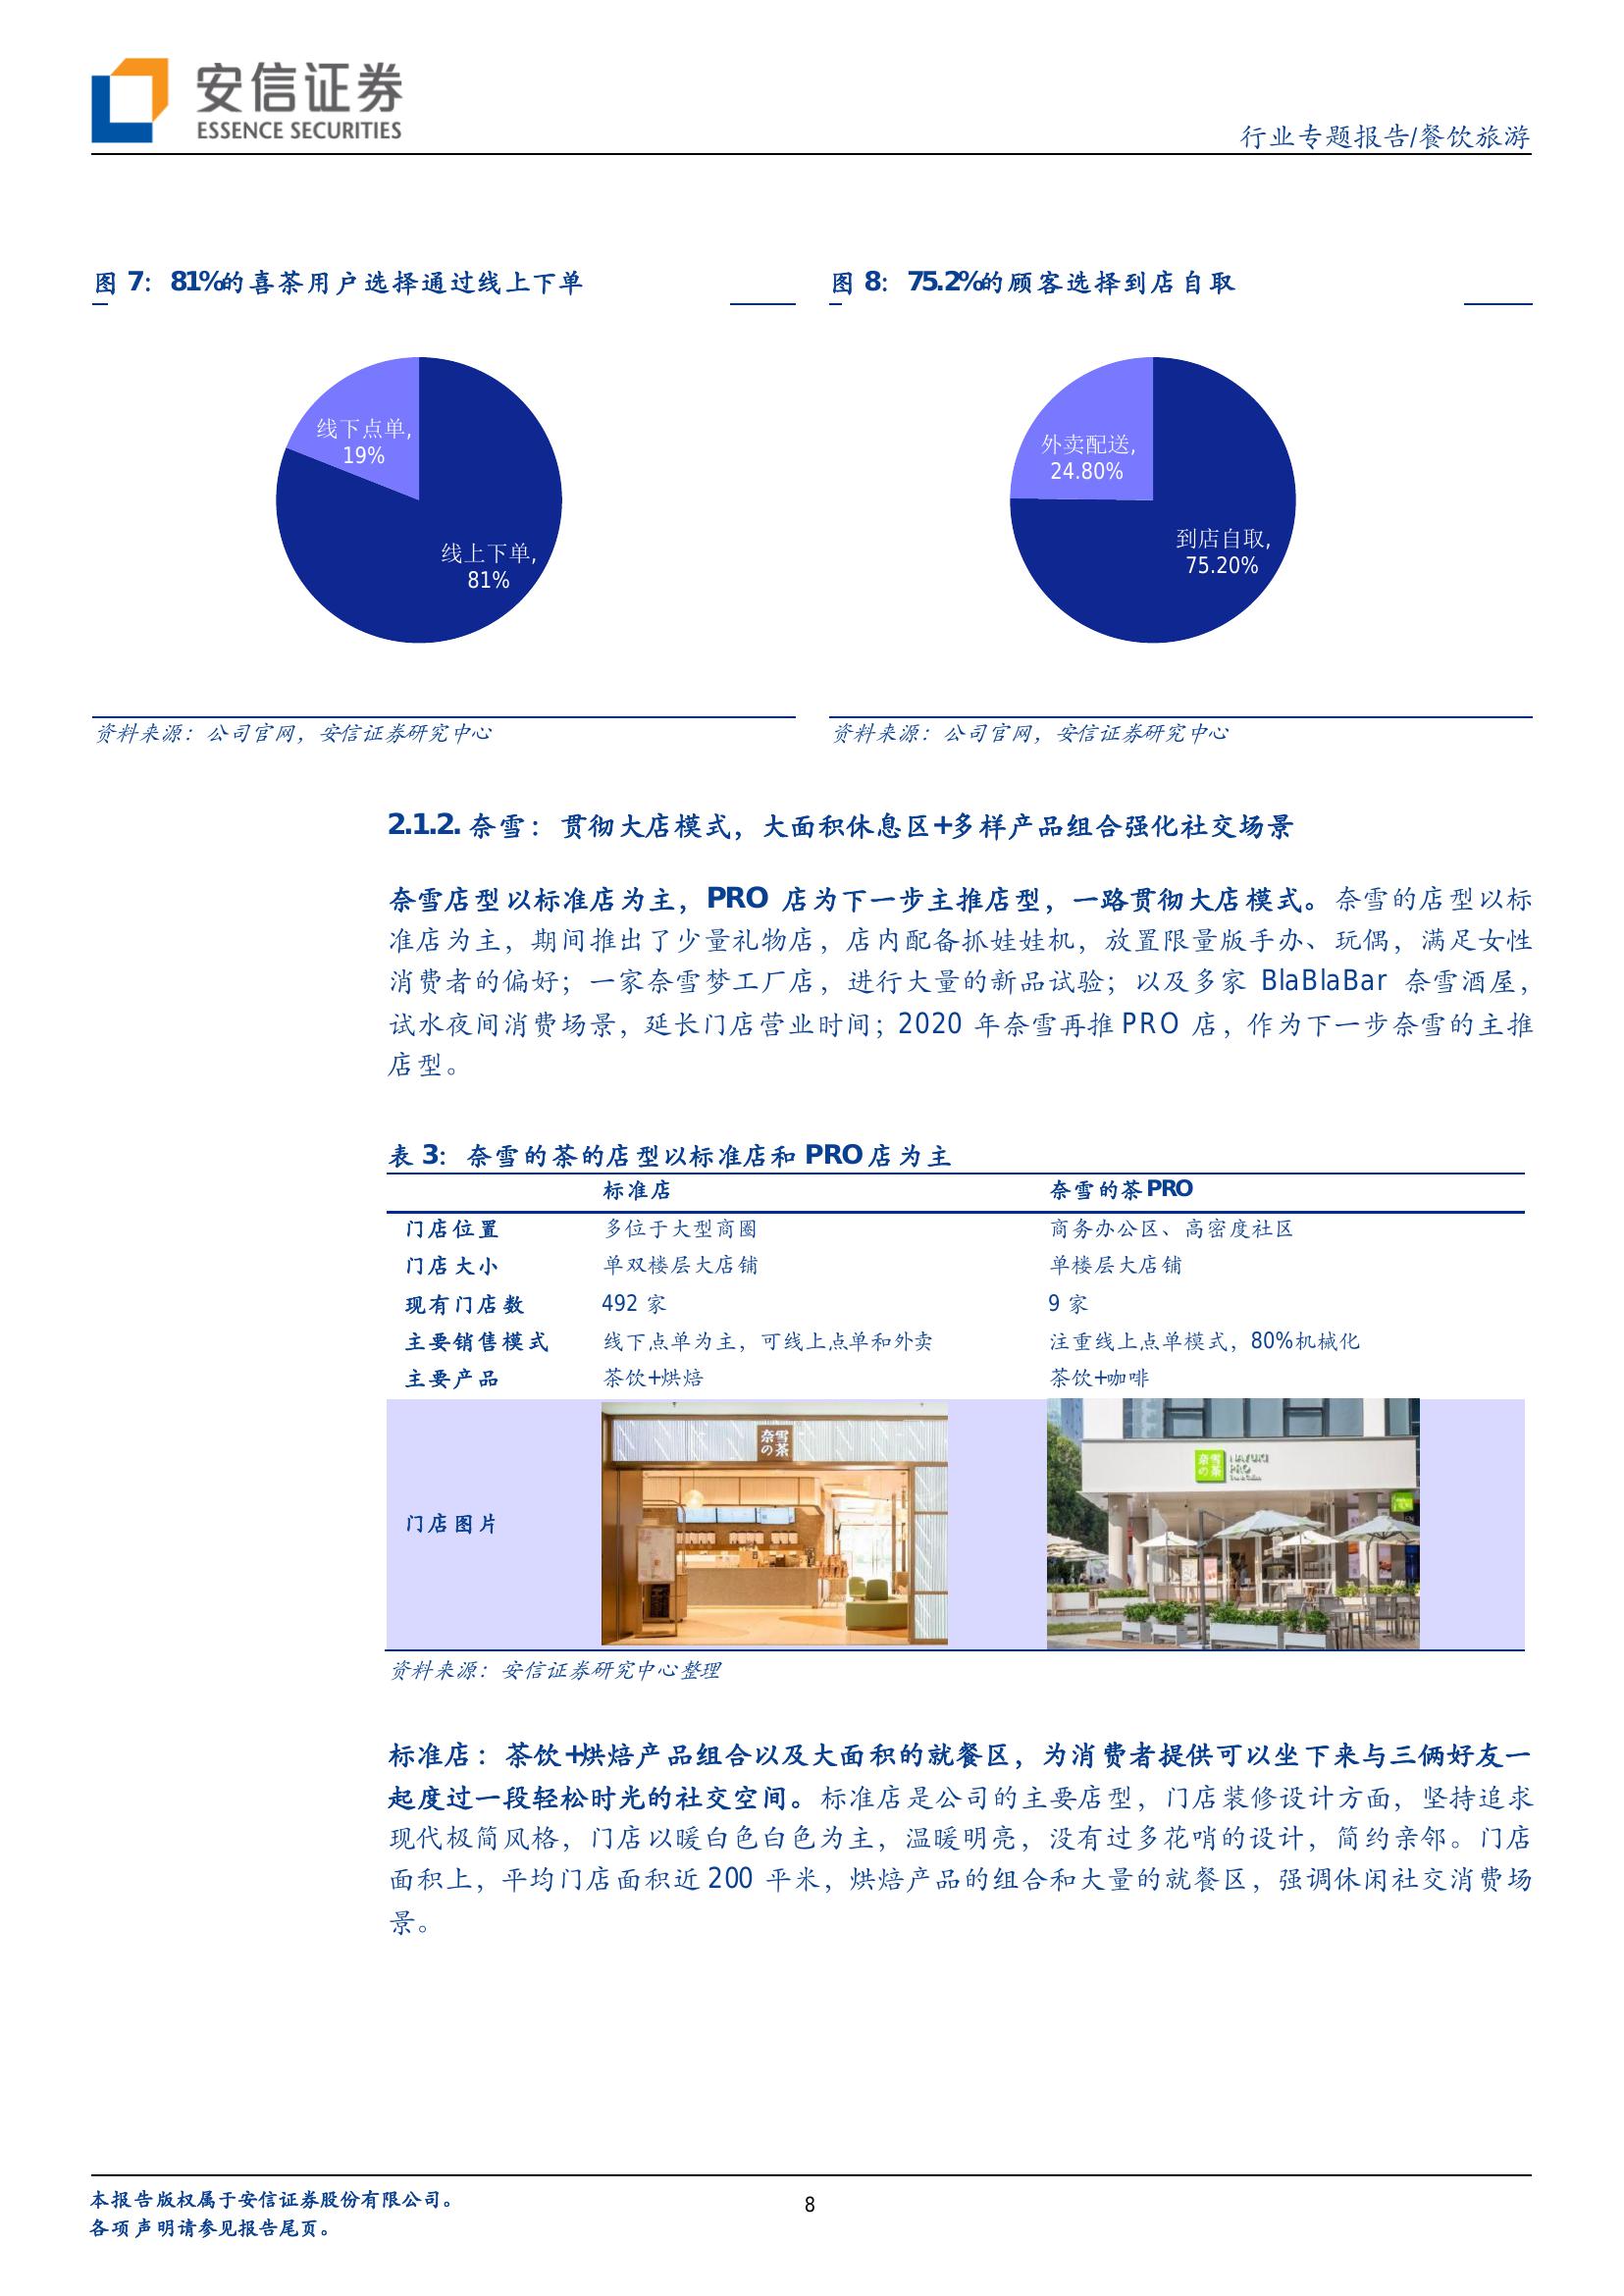 安信证券
ESSENCE SECURITIES
行业专题报告/餐饮旅游
图 7：81%的喜茶用户选择通过线上下单
线下点单,
19%
线上下单,
81%
资料来源：公司官网，安信证券研究中心
图 8：75.2%的顾客选择到店自取
外卖配送,
24.80%
到店自取,
75.20%
资料来源：公司官网，安信证券研究中心
2.1.2. 奈雪：贯彻大店模式，大面积休息区+多样产品组合强化社交场景
奈雪店型以标准店为主，PRO 店为下一步主推店型，一路贯彻大店模式。奈雪的店型以标
准店为主，期间推出了少量礼物店，店内配备抓娃娃机，放置限量版手办、玩偶，满足女性
消费者的偏好；一家奈雪梦工厂店，进行大量的新品试验；以及多家 BlaBlaBar 奈雪酒屋，
试水夜间消费场景，延长门店营业时间；2020 年奈雪再推 PRO 店，作为下一步奈雪的主推
店型。
表 3：奈雪的茶的店型以标准店和 PRO 店为主
标准店 奈雪的茶 PRO
门店位置 多位于大型商圈 商务办公区、高密度社区
门店大小 单双楼层大店铺 单楼层大店铺
现有门店数 492 家 9 家
主要销售模式 线下点单为主，可线上点单和外卖 注重线上点单模式，80%机械化
主要产品 茶饮+烘焙 茶饮+咖啡
门店图片
奈雪
の茶
奈雪
の茶
NAYUKI
PRO
资料来源：安信证券研究中心整理
标准店：茶饮+烘焙产品组合以及大面积的就餐区，为消费者提供可以坐下来与三俩好友一
起度过一段轻松时光的社交空间。标准店是公司的主要店型，门店装修设计方面，坚持追求
现代极简风格，门店以暖白色白色为主，温暖明亮，没有过多花哨的设计，简约亲邻。门店
面积上，平均门店面积近 200 平米，烘焙产品的组合和大量的就餐区，强调休闲社交消费场
景。
本报告版权属于安信证券股份有限公司。
各项声明请参见报告尾页。
8